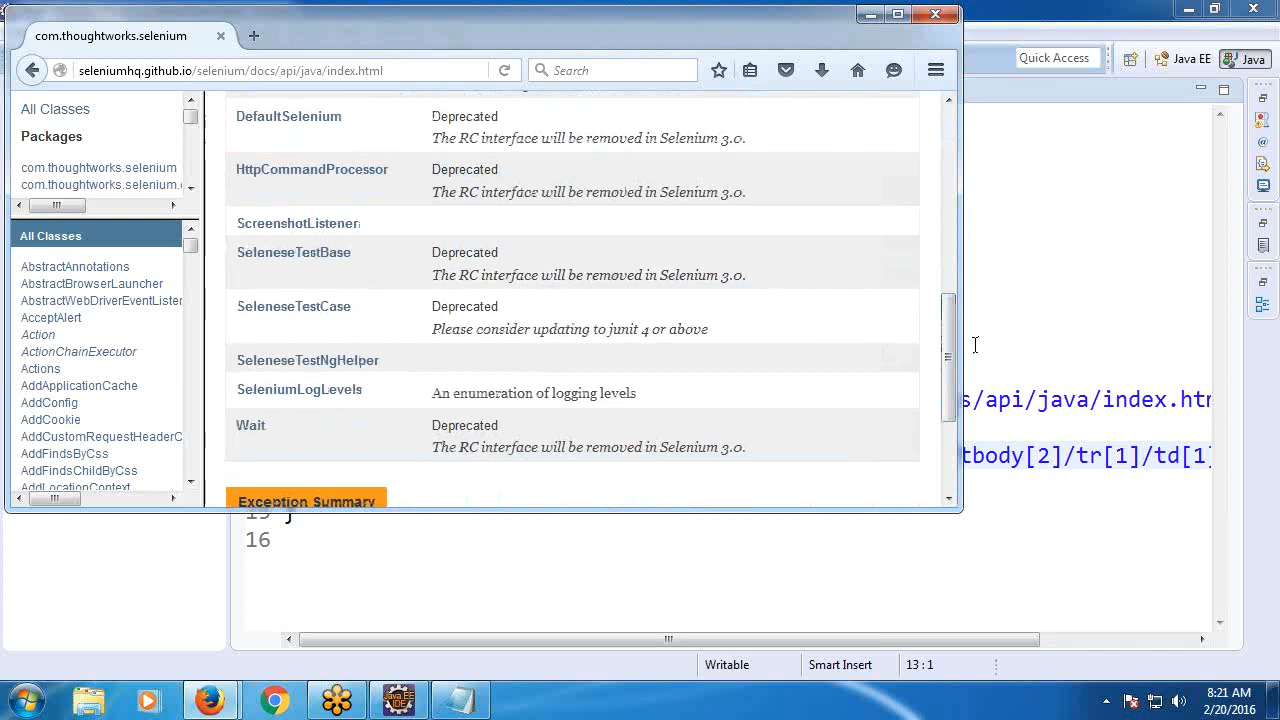 com.thoughtworks.selenium
seleniumhq.github.io/selenium/docs/api/java/index.html
Search
Quick Access
Java EE
Java
All Classes
Packages
com.thoughtworks.selenium
com.thoughtworks.selenium.
All Classes
AbstractAnnotations
AbstractBrowserLauncher
AbstractWebDriverEventListen
AcceptAlert
Action
ActionChainExecutor
Actions
AddApplicationCache
AddConfig
AddCookie
AddCustomRequestHeaderC
AddFindsByCss
AddFindsChildByCss
AddLocationContext
DefaultSelenium
Deprecated
The RC interface will be removed in Selenium 3.0.
HttpCommandProcessor
Deprecated
The RC interface will be removed in Selenium 3.0.
ScreenshotListener
SeleneseTestBase
Deprecated
The RC interface will be removed in Selenium 3.0.
SeleneseTestCase
Deprecated
Please consider updating to junit 4 or above
SeleneseTestNgHelper
SeleniumLogLevels
An enumeration of logging levels
Wait
Deprecated
The RC interface will be removed in Selenium 3.0.
Exception Summary
s/api/java/index.htm
tbody[2]/tr[1]/td[1]
15 }
16
Writable
Smart Insert
13 : 1
8:21 AM
2/20/2016